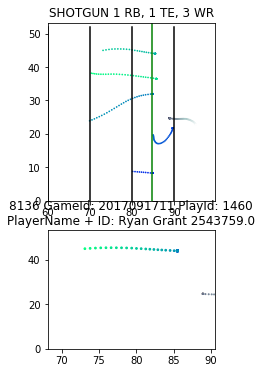 SHOTGUN 1 RB, 1 TE, 3 WR
50
40
30
20
10
0
60 70 80 90
8136 GameId: 2017091711 PlayId: 1460
PlayerName + ID: Ryan Grant 2543759.0
40
20
0
70 75 80 85 90